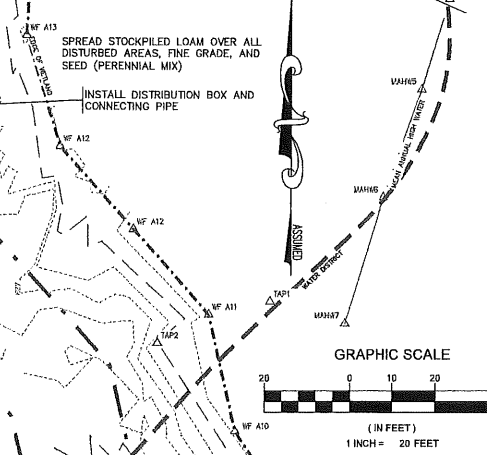 WF A13
EDGE OF WETLAND
SPREAD STOCKPILED LOAM OVER ALL
DISTURBED AREAS, FINE GRADE, AND
SEED (PERENNIAL MIX)
INSTALL DISTRIBUTION BOX AND
CONNECTING PIPE
WF A12
WF A12
WF A11
WF A10
TAP2
TAP1
ASSUMED
WATER DISTRICT
MAHW5
MEAN ANNUAL HIGH WATER
MAHW6
MAHW7
GRAPHIC SCALE
20 0 10 20
( IN FEET )
1 INCH = 20 FEET